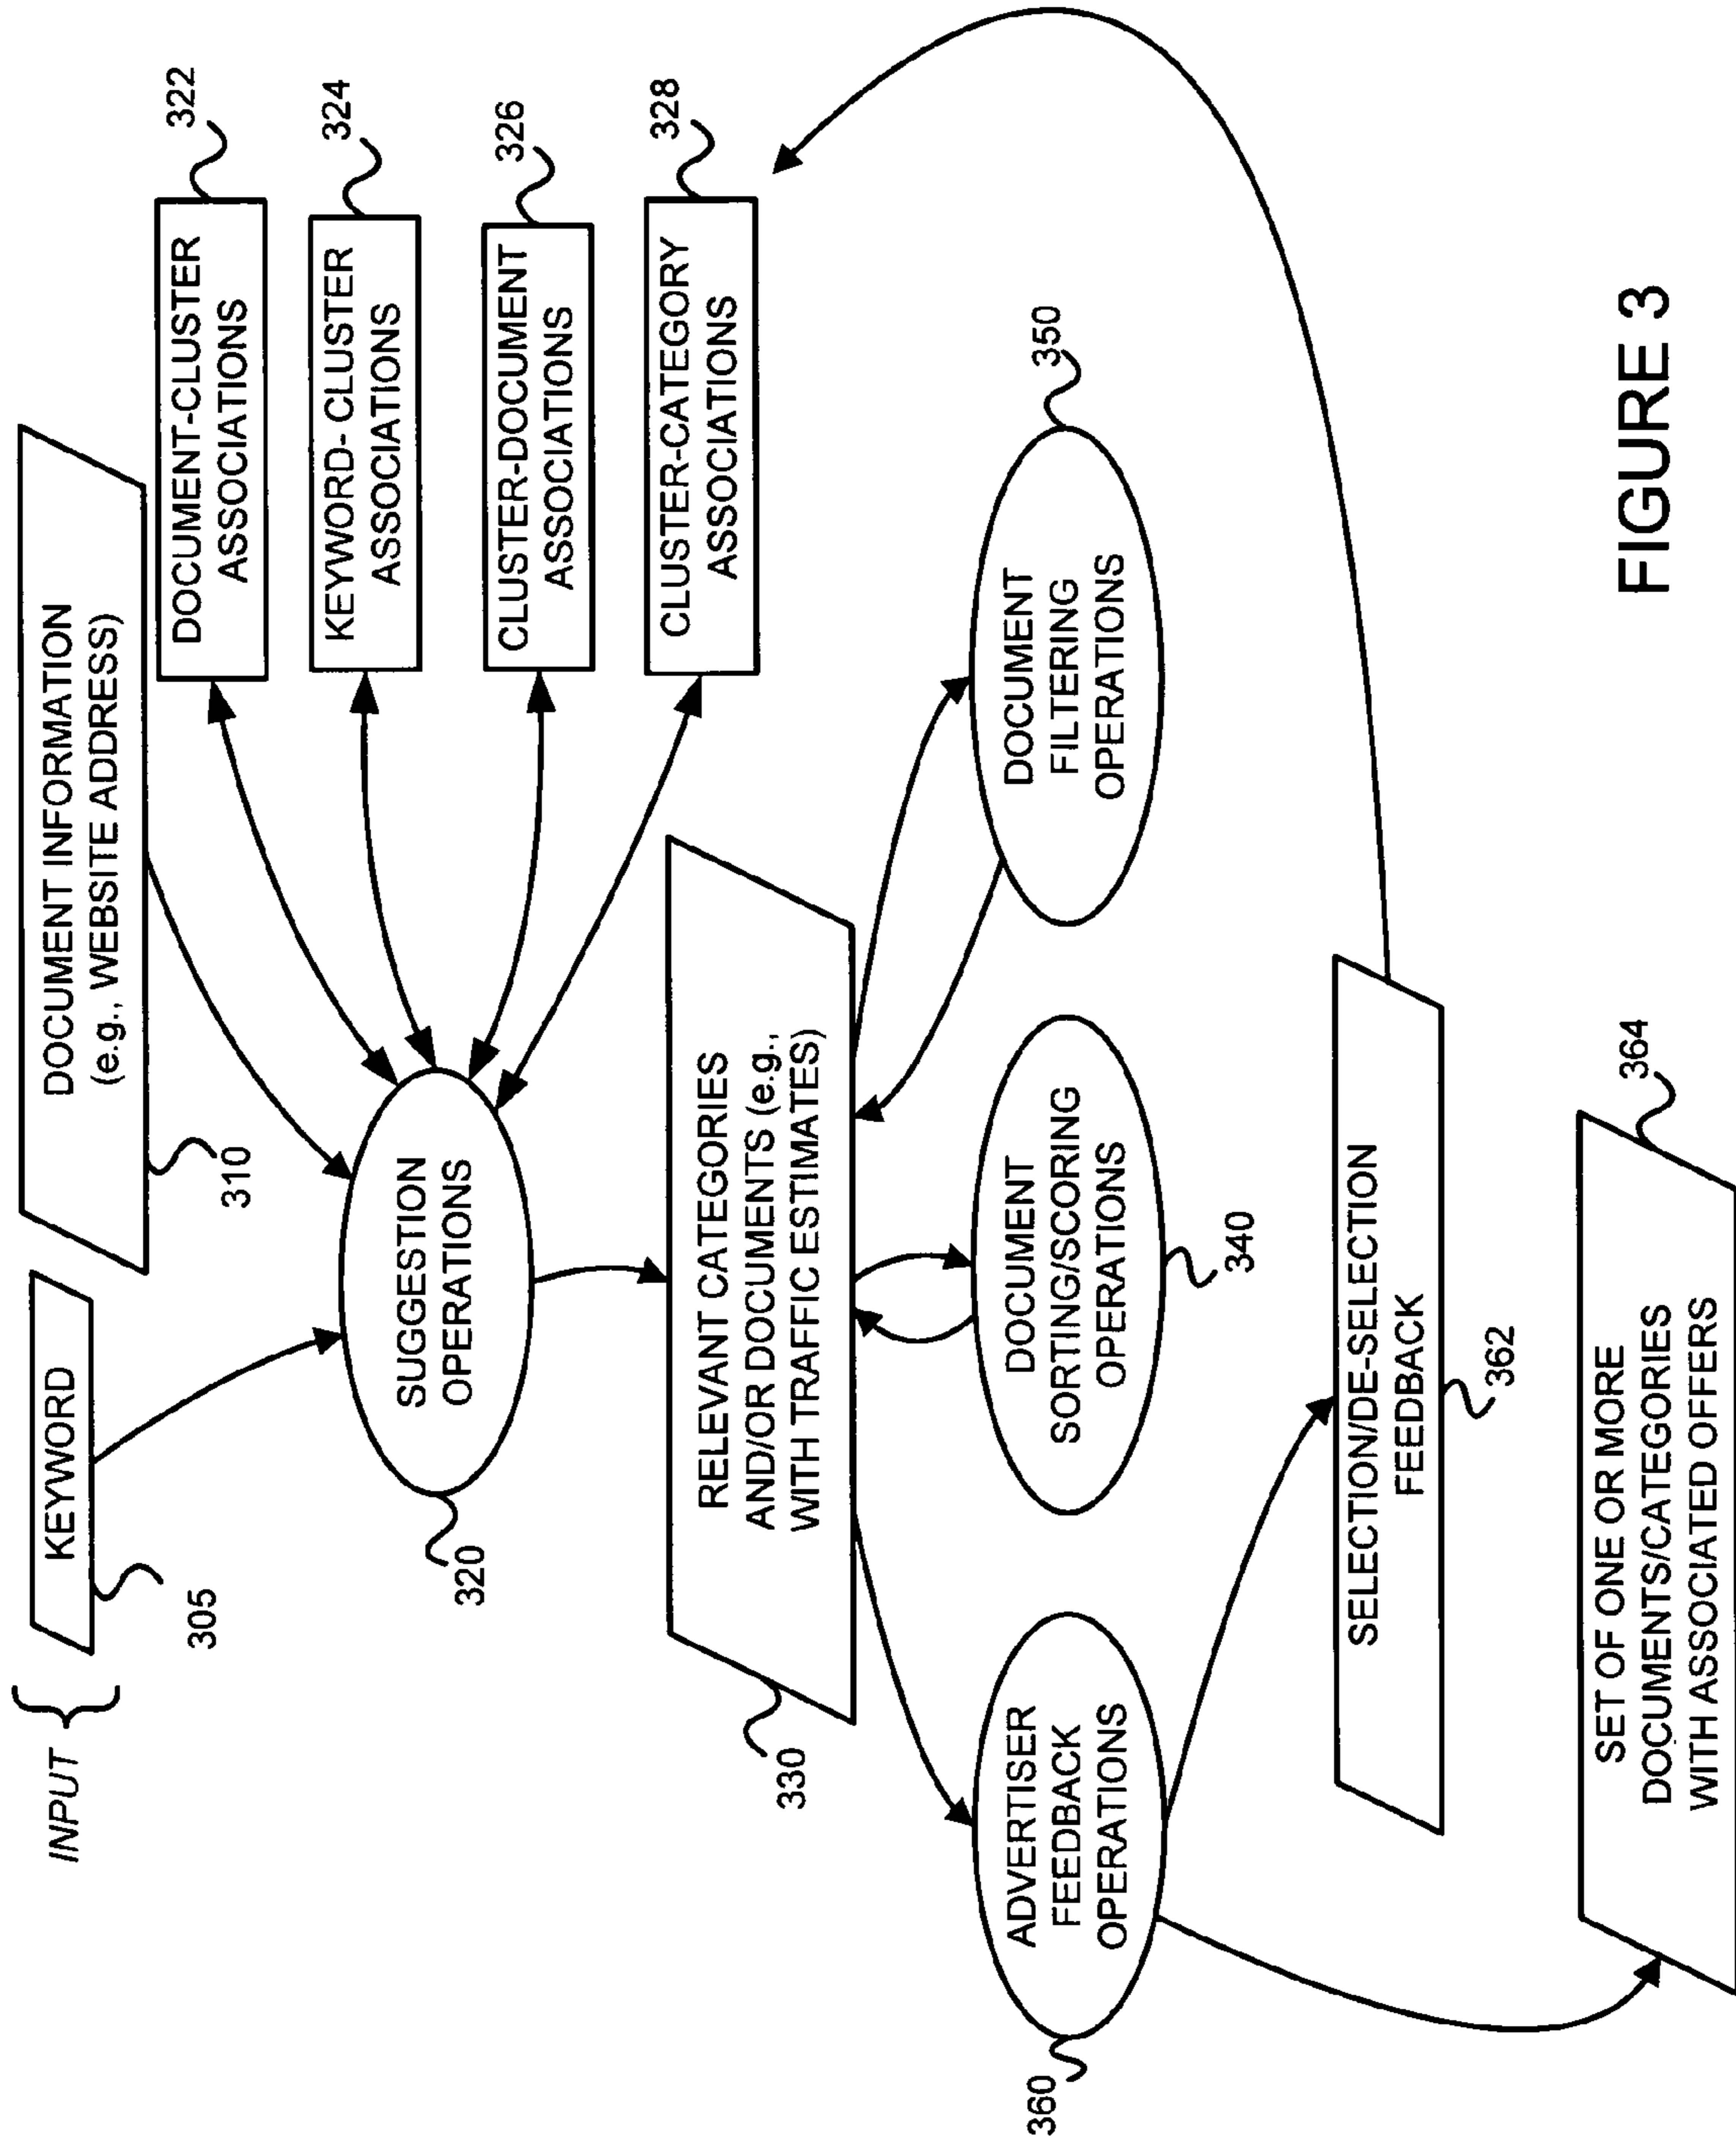 INPUT
KEYWORD
305
DOCUMENT INFORMATION
(e.g., WEBSITE ADDRESS)
310
SUGGESTION
OPERATIONS
320
DOCUMENT-CLUSTER
ASSOCIATIONS
322
KEYWORD- CLUSTER
ASSOCIATIONS
324
CLUSTER-DOCUMENT
ASSOCIATIONS
326
CLUSTER-CATEGORY
ASSOCIATIONS
328
RELEVANT CATEGORIES
AND/OR DOCUMENTS (e.g.,
WITH TRAFFIC ESTIMATES)
330
ADVERTISER
FEEDBACK
OPERATIONS
360
DOCUMENT
SORTING/SCORING
OPERATIONS
340
DOCUMENT
FILTERING
OPERATIONS
350
SELECTION/DE-SELECTION
FEEDBACK
362
SET OF ONE OR MORE
DOCUMENTS/CATEGORIES
WITH ASSOCIATED OFFERS
364
FIGURE 3